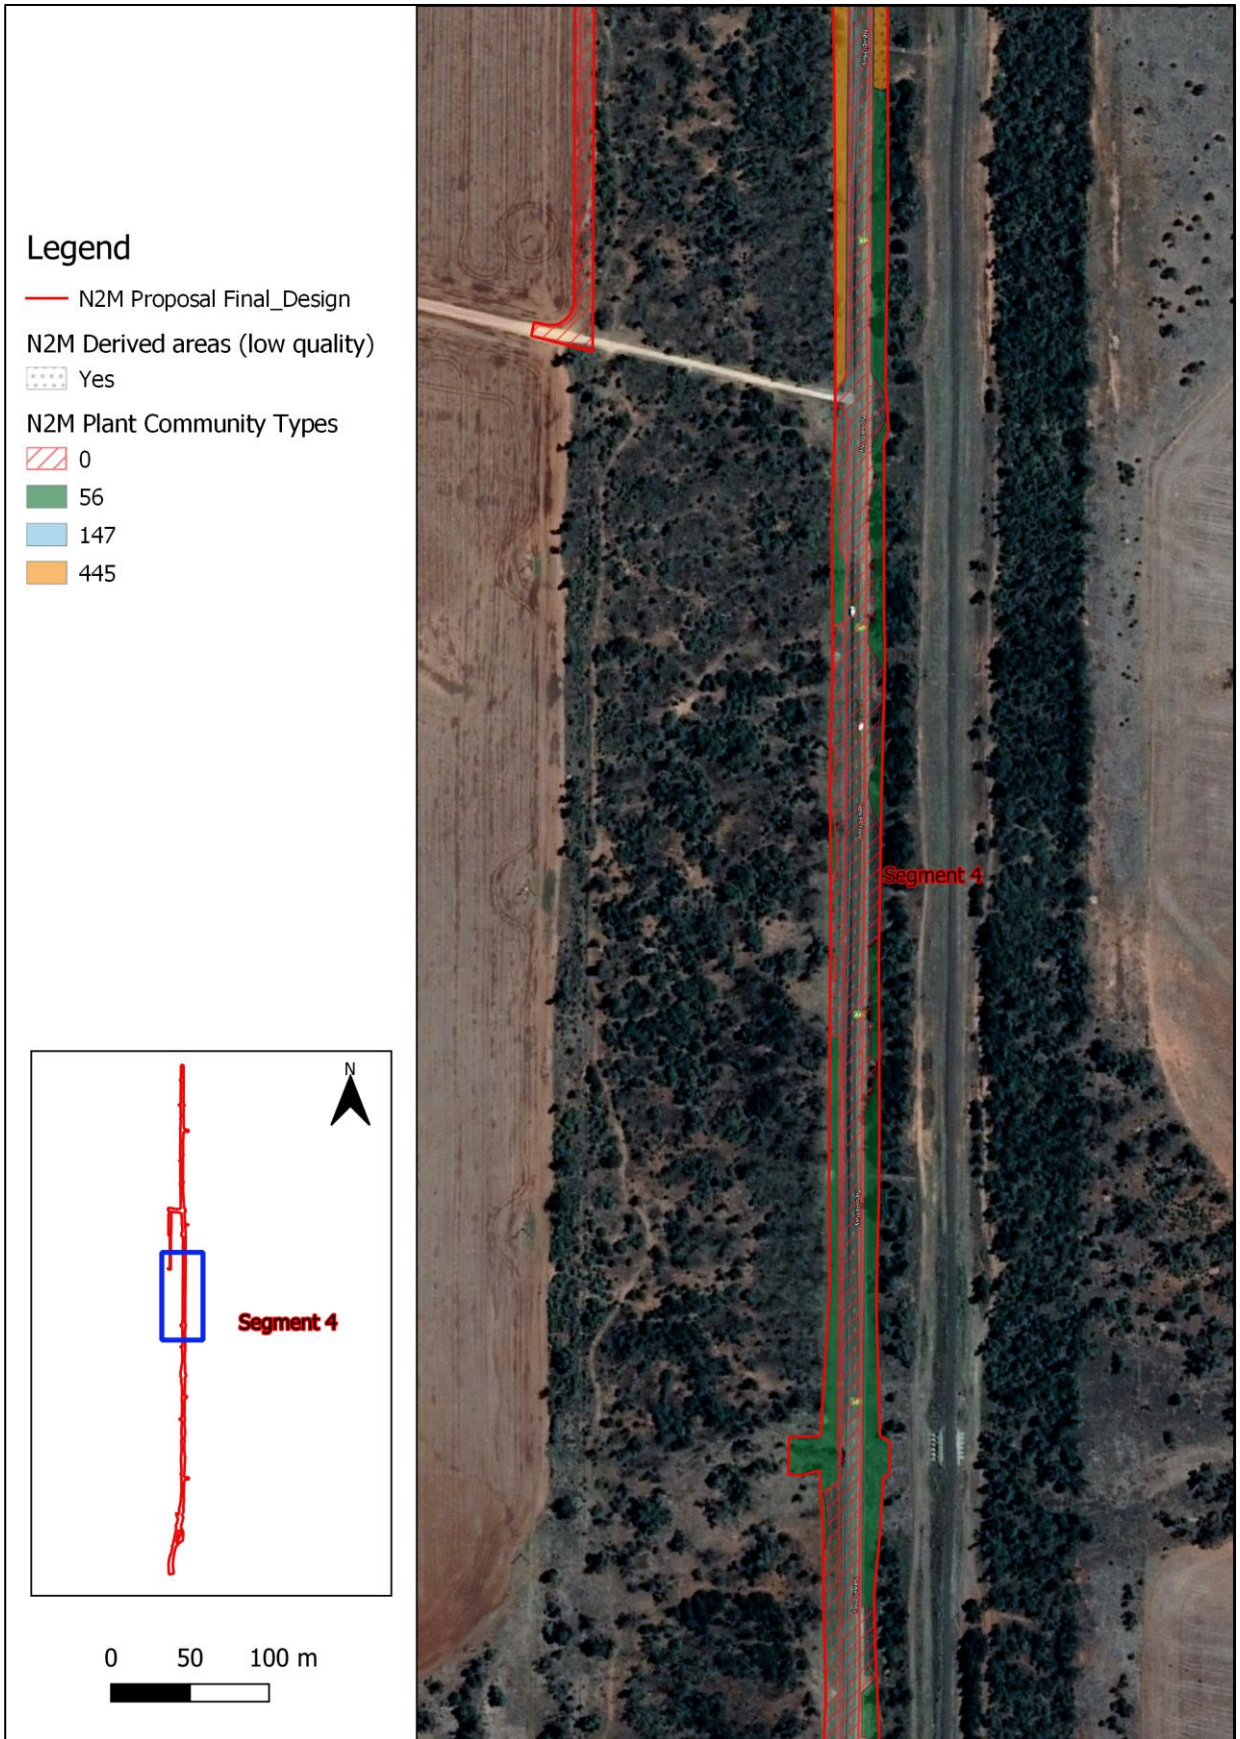 Legend
N2M Proposal Final_Design
N2M Derived areas (low quality)
Yes
N2M Plant Community Types
0
56
147
445
Segment 4
N
Segment 4
0 50 100 m